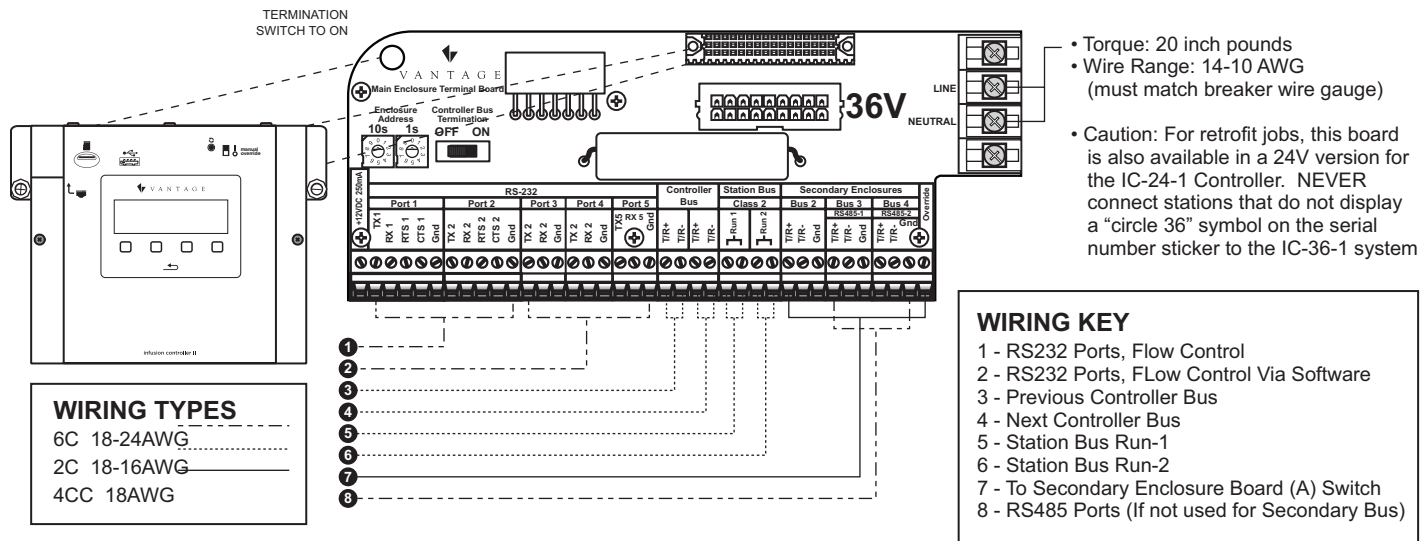 TERMINATION
SWITCH TO ON
VANTAGE
Main Enclosure Terminal Board
Enclosure
Address
10s 1s
Controller Bus
Termination
OFF ON
36V
LINE
NEUTRAL
• Torque: 20 inch pounds
• Wire Range: 14-10 AWG
(must match breaker wire gauge)
• Caution: For retrofit jobs, this board
is also available in a 24V version for
the IC-24-1 Controller. NEVER
connect stations that do not display
a “circle 36” symbol on the serial
number sticker to the IC-36-1 system
manual
override
VANTAGE
infusion controller II
+12VDC 250mA
RS-232
Port 1 Port 2 Port 3 Port 4 Port 5
TX 1 RX 1 RTS 1 CTS 1 Gnd
TX 2 RX 2 RTS 2 CTS 2 Gnd
TX 2 RX 2 Gnd
TX 2 RX 2 Gnd
TX5 RX 5 Gnd
Controller
Bus
T/R+ T/R- T/R+ T/R-
Station Bus
Class 2
Run 1 Run 2
Secondary Enclosures
Bus 2 Bus 3 Bus 4
RS485-1 RS485-2
T/R+ T/R- T/R+ T/R- Gnd T/R+ T/R- Gnd
Override
1
2
3
4
5
6
7
8
WIRING TYPES
6C 18-24AWG
2C 18-16AWG
4CC 18AWG
WIRING KEY
1 - RS232 Ports, Flow Control
2 - RS232 Ports, FLow Control Via Software
3 - Previous Controller Bus
4 - Next Controller Bus
5 - Station Bus Run-1
6 - Station Bus Run-2
7 - To Secondary Enclosure Board (A) Switch
8 - RS485 Ports (If not used for Secondary Bus)